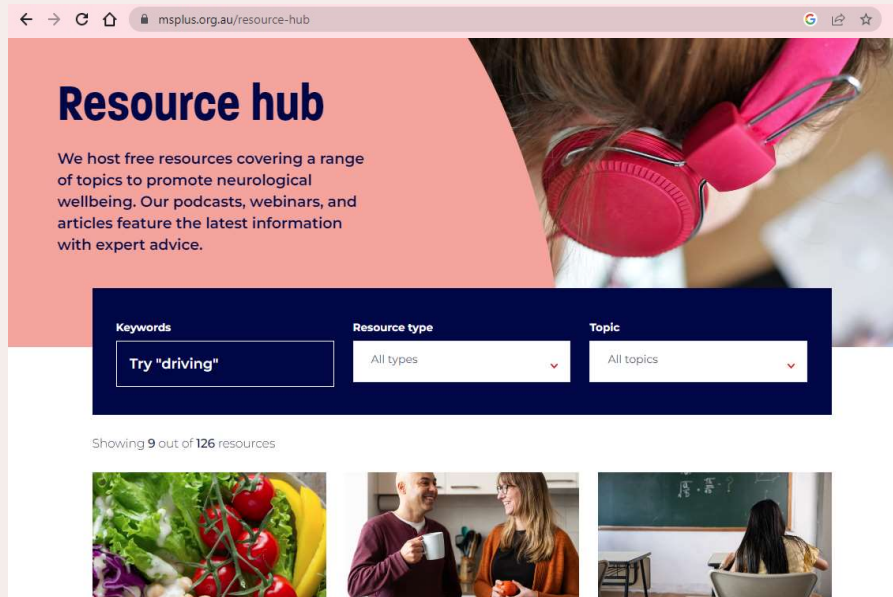 msplus.org.au/resource-hub
Resource hub
We host free resources covering a range
of topics to promote neurological
wellbeing. Our podcasts, webinars, and
articles feature the latest information
with expert advice.
Keywords
Resource type
Topic
Try "driving"
All types
All topics
Showing 9 out of 126 resources